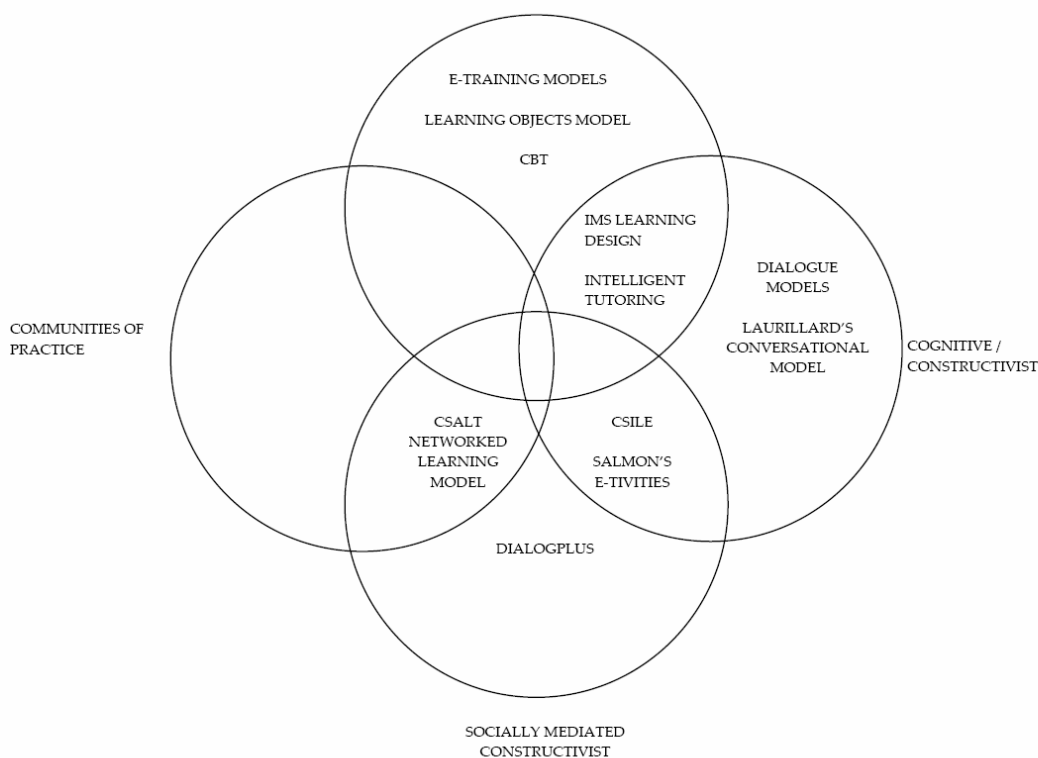 E-TRAINING MODELS
LEARNING OBJECTS MODEL
CBT
IMS LEARNING
DESIGN
INTELLIGENT
TUTORING
DIALOGUE
MODELS
LAURILLARD'S
CONVERSATIONAL
MODEL
COMMUNITIES OF
PRACTICE
COGNITIVE /
CONSTRUCTIVIST
CSALT
NETWORKED
LEARNING
MODEL
CSILE
SALMON'S
E-TIVITIES
DIALOGPLUS
SOCIALLY MEDIATED
CONSTRUCTIVIST